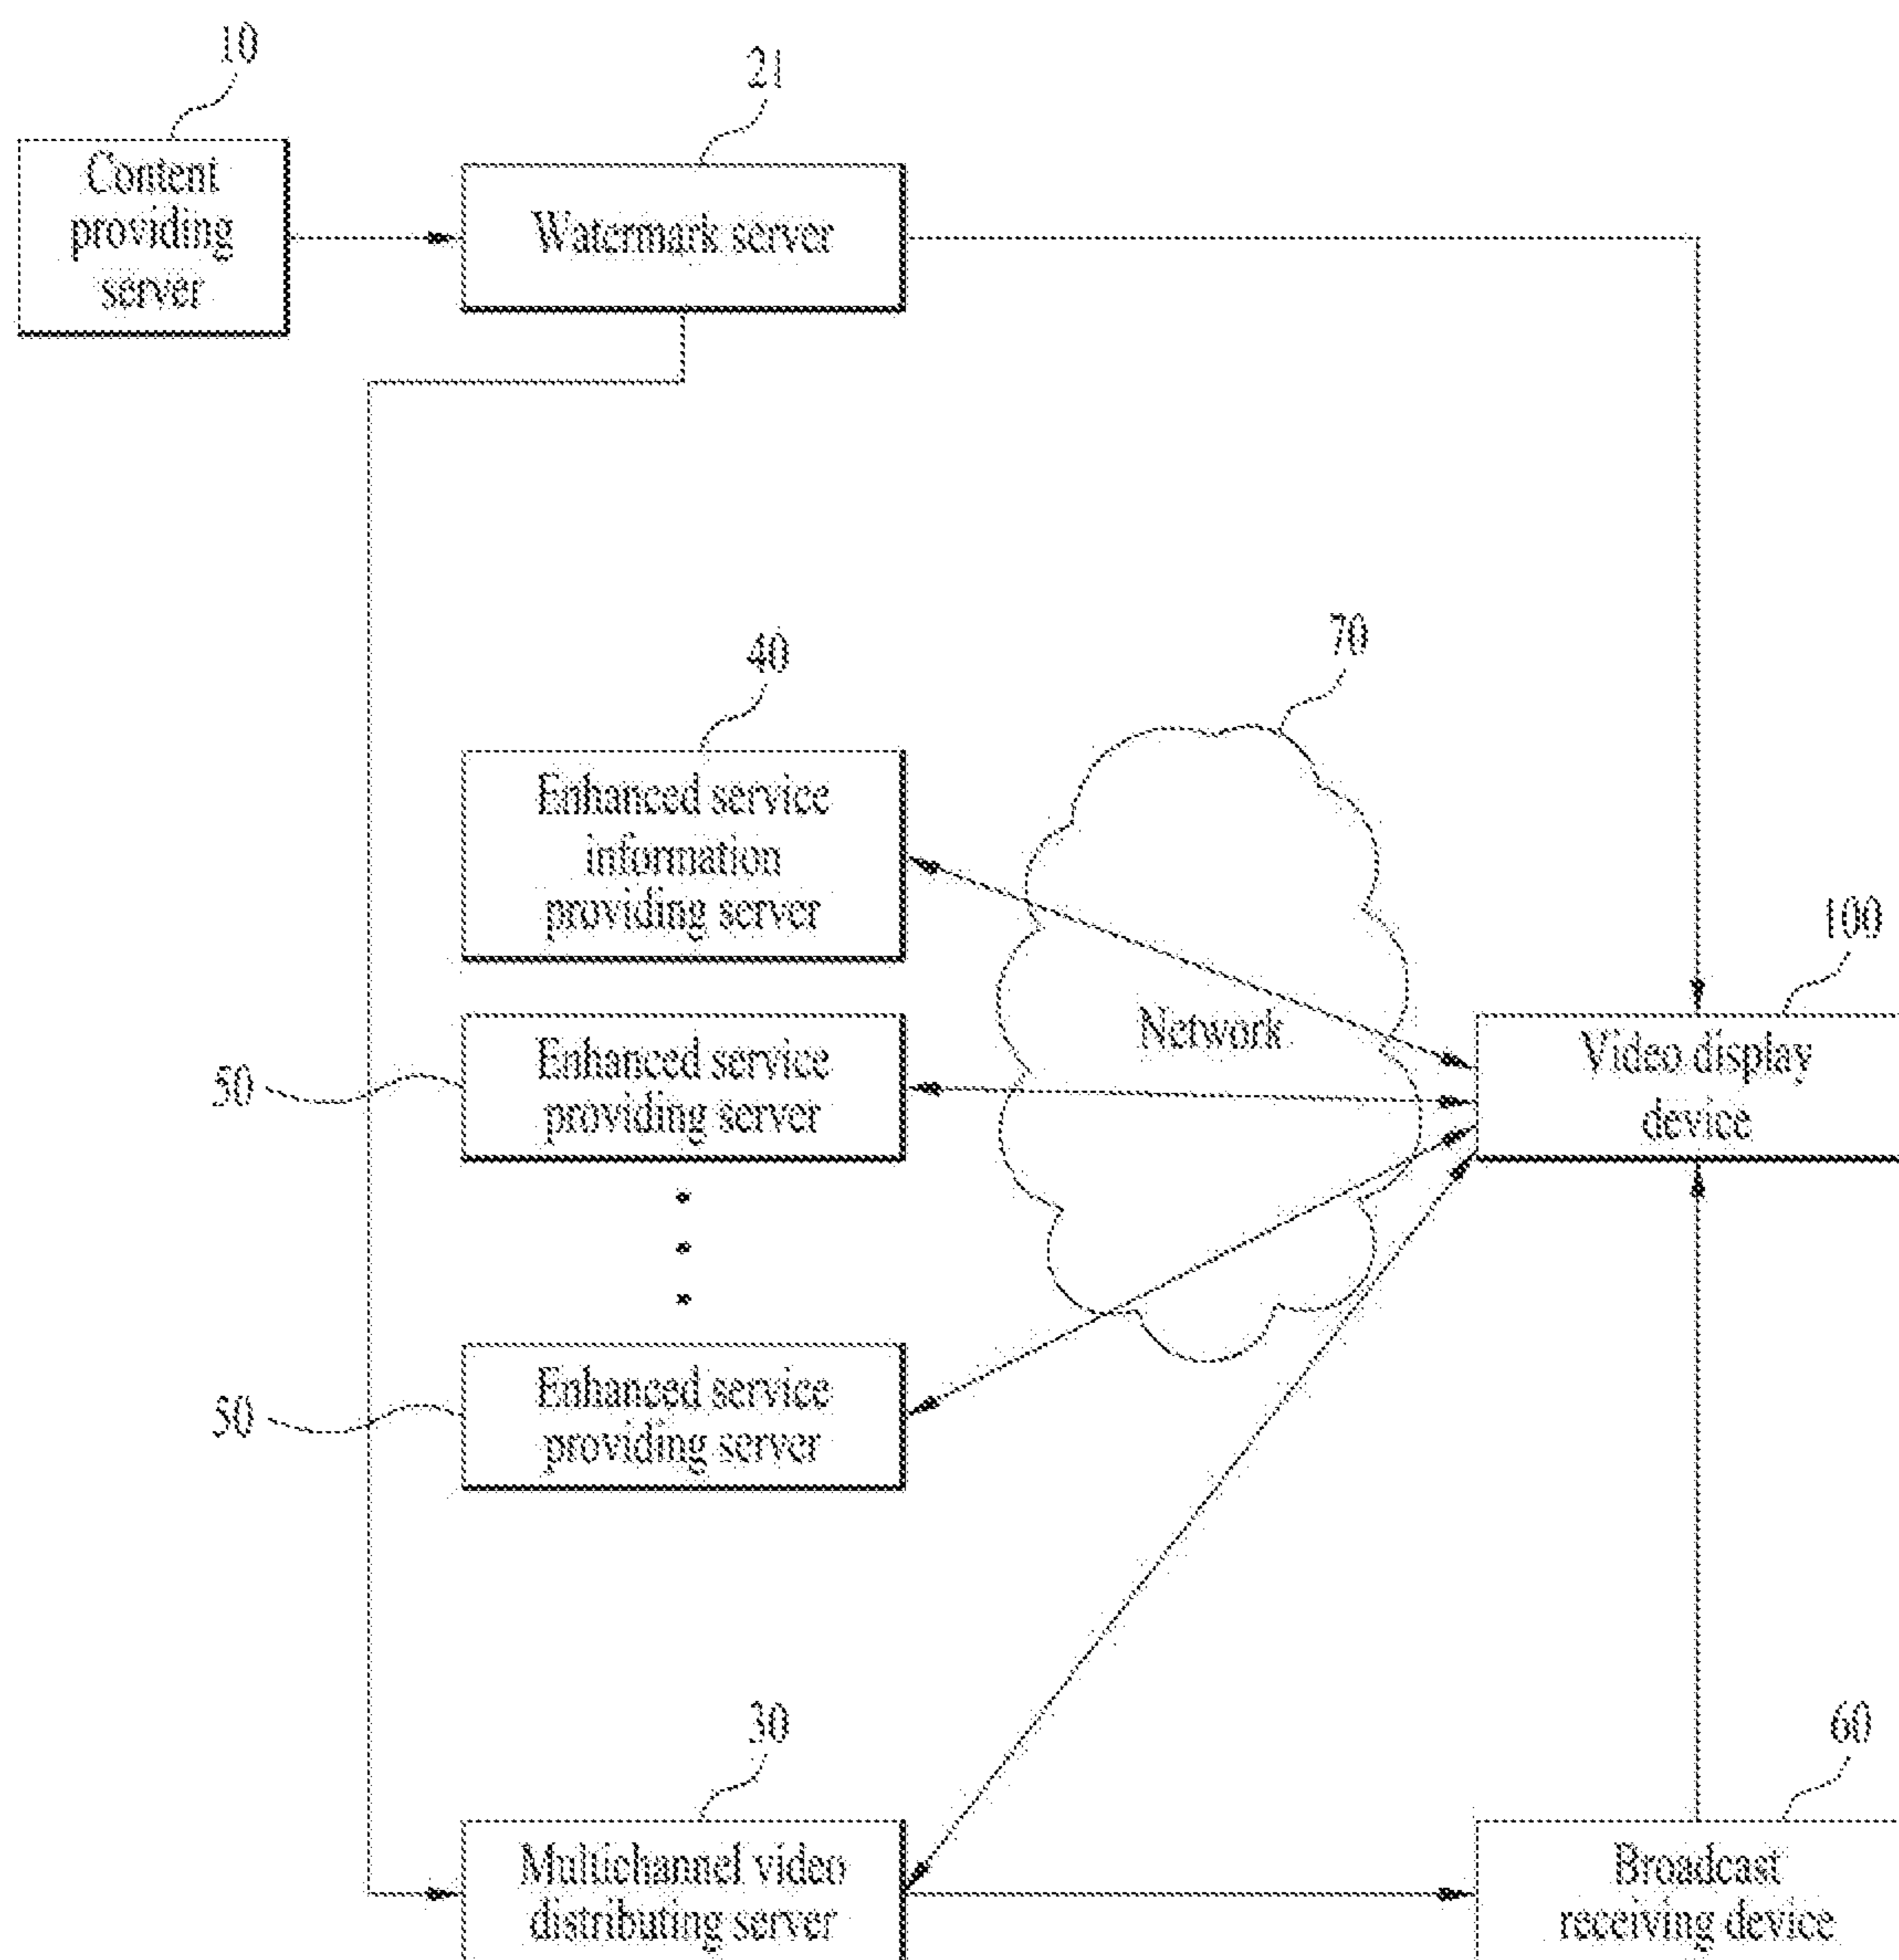 10
21
Content
providing
server
Watermark server
40
70
Enhanced service
information
providing server
100
Network
50
Enhanced service
providing server
Video display
device
50
Enhanced service
providing server
30
60
Multichannel video
distributing server
Broadcast
receiving device